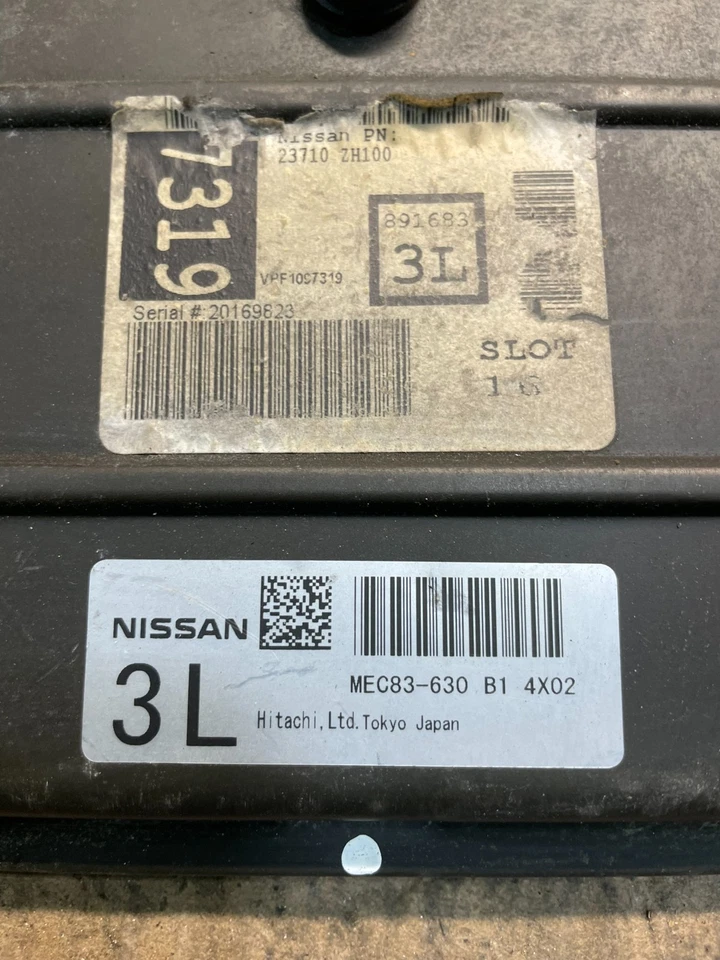 Nissan PN:
23710 ZH100
7319
891683
3L
Serial # 20169823
SLOT
NISSAN
3L
MEC83-630 B1 4X02
Hitachi,Ltd.Tokyo Japan